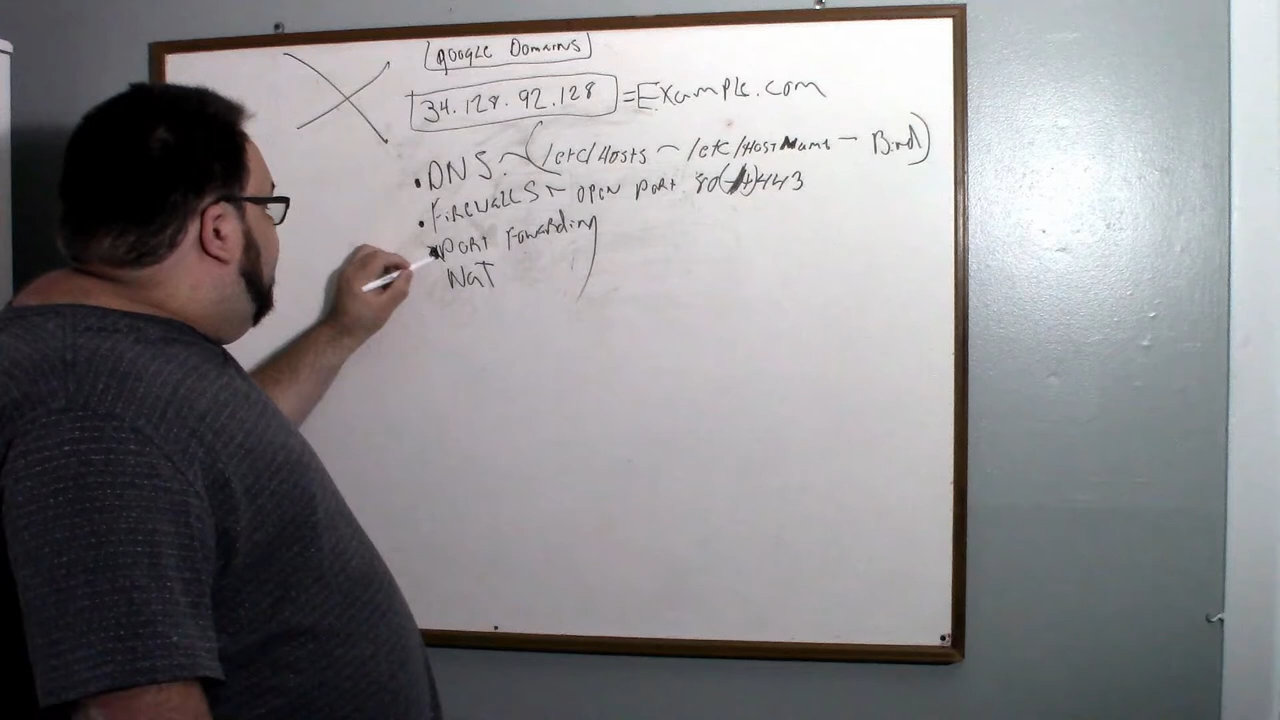 Google Domains
34.128.92.128 = Example.com
• DNS ~ (/etc/Hosts ~ /etc/HostName - Bind)
• Firewalls ~ open port 80 (+) 443
• Port Fowarding
Nat